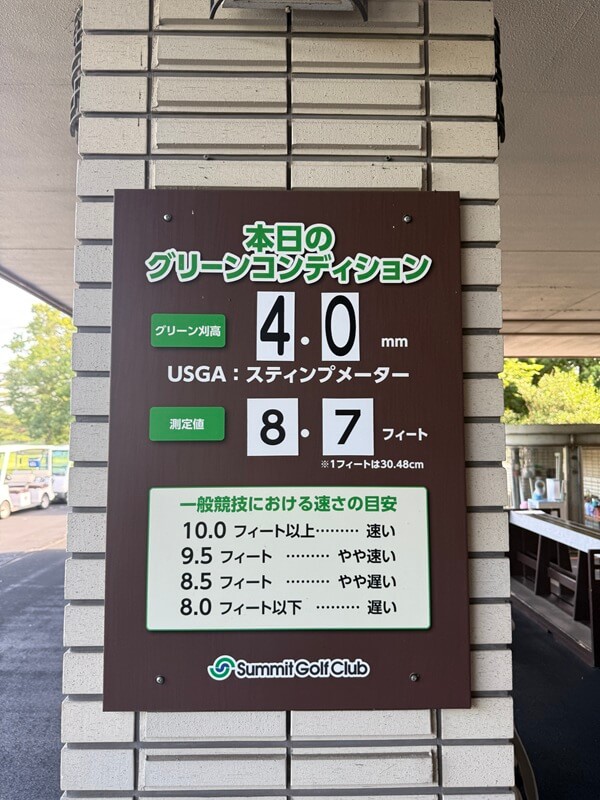 本日の
グリーンコンディション
グリーン刈高 4.0 mm
USGA：スティンプメーター
測定値 8.7 フィート
※1フィートは30.48cm
一般競技における速さの目安
10.0 フィート以上⋯⋯⋯ 速い
9.5 フィート ⋯⋯⋯ やや速い
8.5 フィート ⋯⋯⋯ やや遅い
8.0 フィート以下 ⋯⋯⋯ 遅い
Summit Golf Club